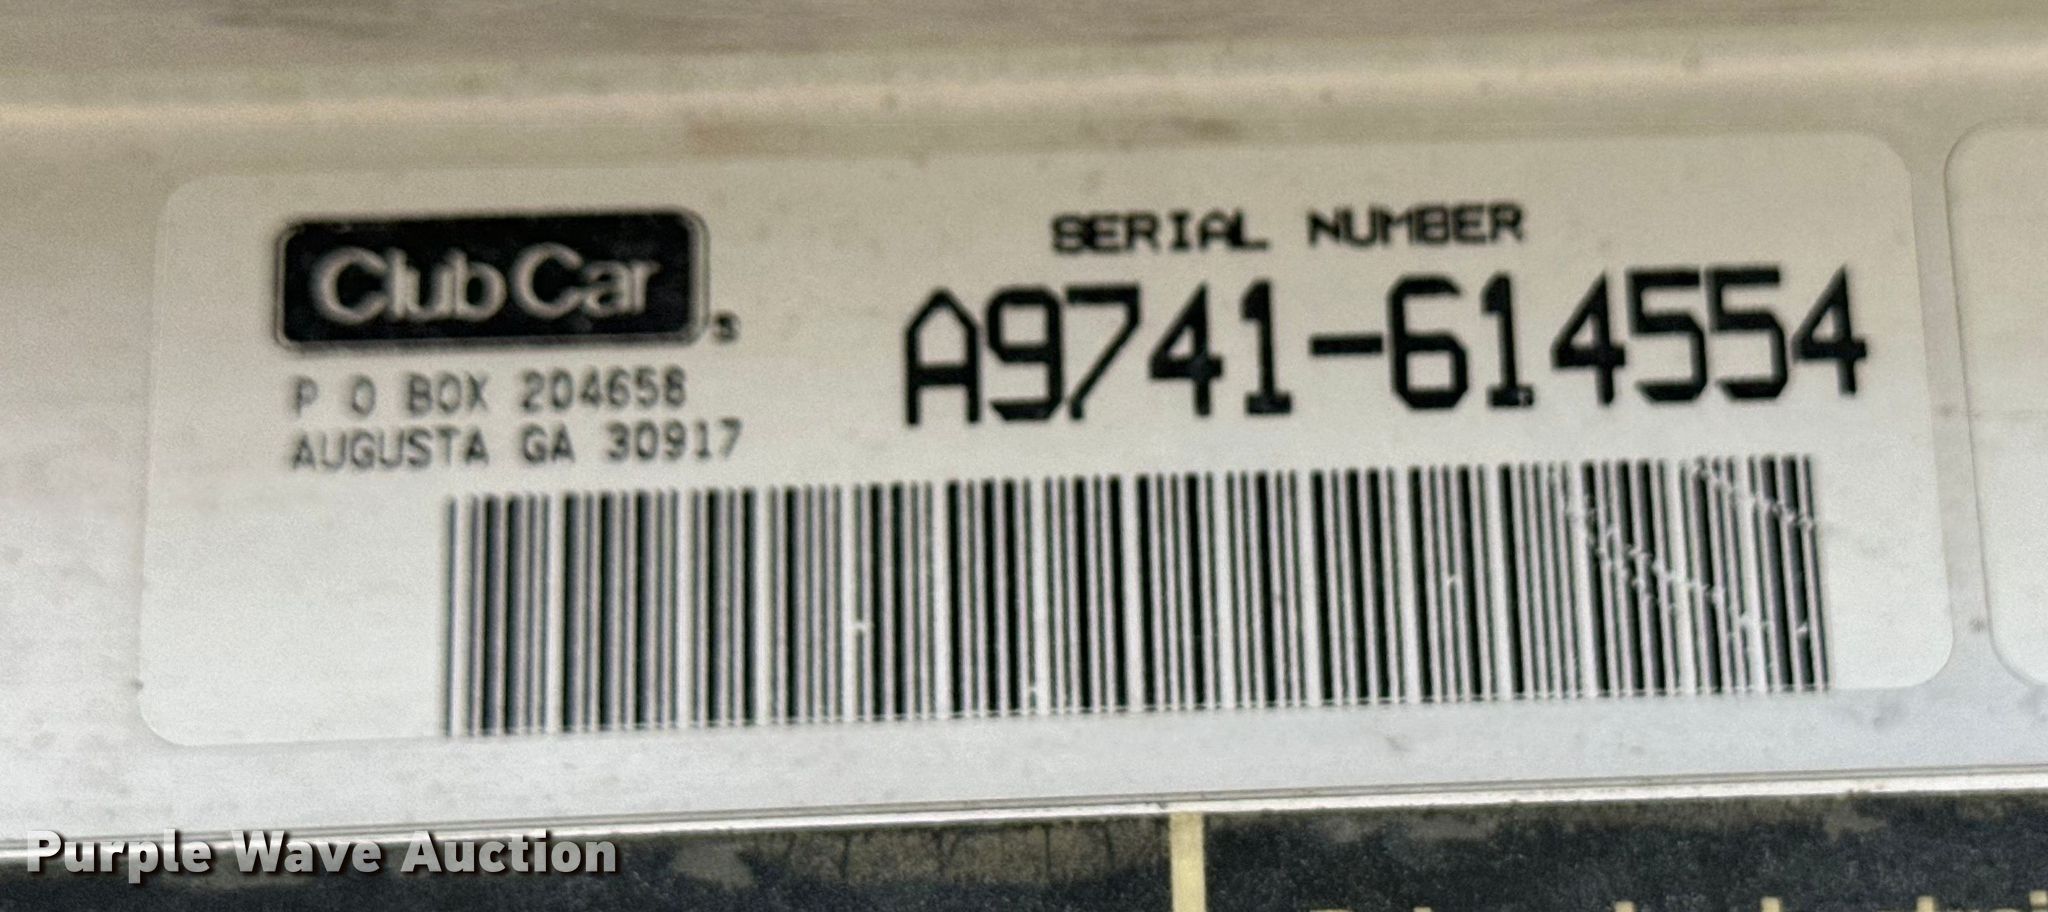 Club Car
S
P O BOX 204658
AUGUSTA GA 30917
SERIAL NUMBER
A9741-614554
Purple Wave Auction